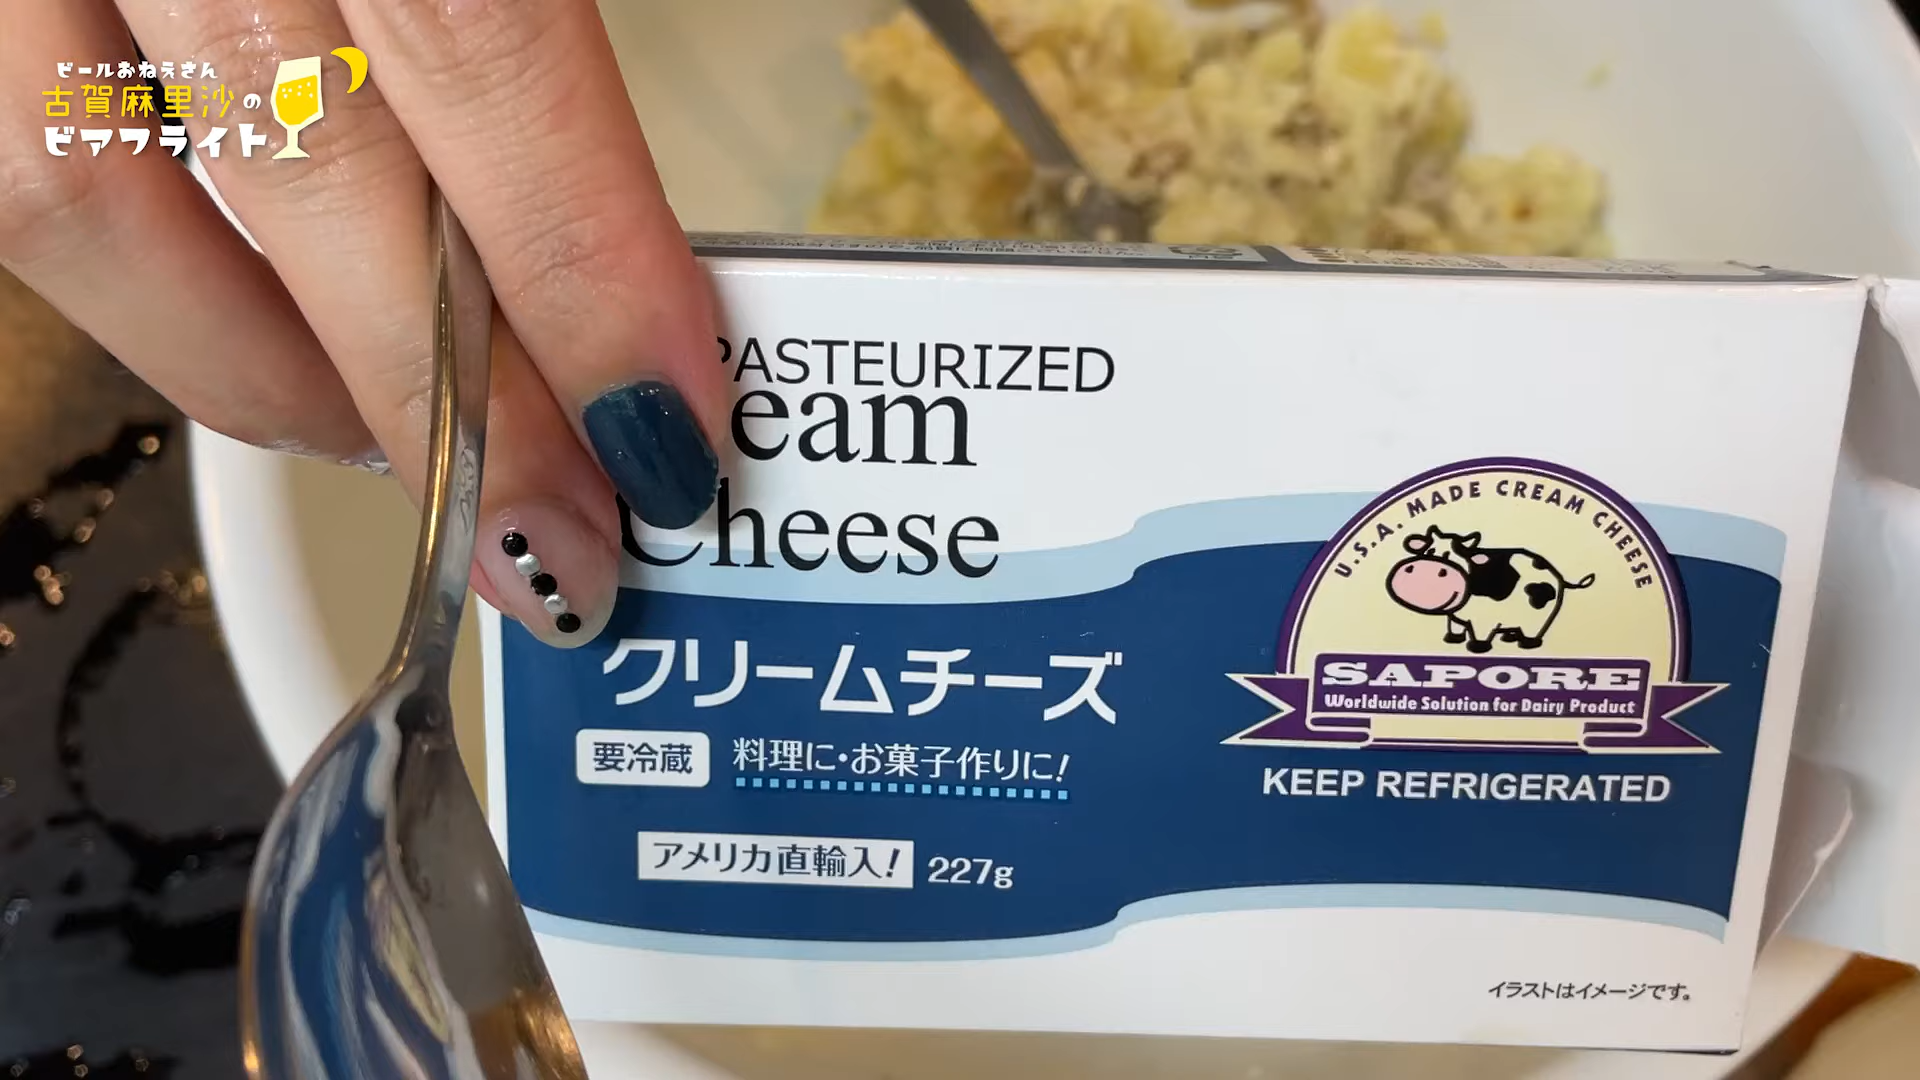 ビールおねえさん
古賀麻里沙の
ビアフライト
PASTEURIZED
eam
Cheese
クリームチーズ
要冷蔵
料理に・お菓子作りに!
アメリカ直輸入! 227g
U.S.A. MADE CREAM CHEESE
SAPORE
Worldwide Solution for Dairy Product
KEEP REFRIGERATED
イラストはイメージです。